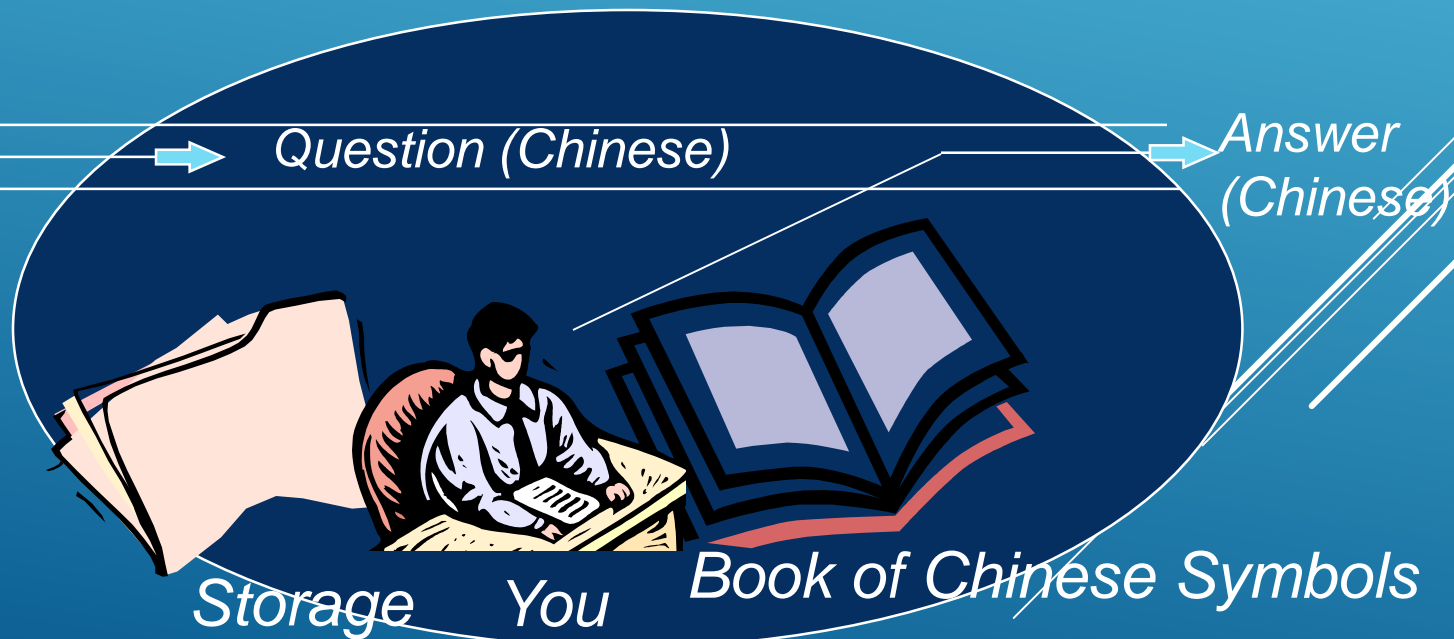 Question (Chinese)
Answer
(Chinese)
Storage
You
Book of Chinese Symbols